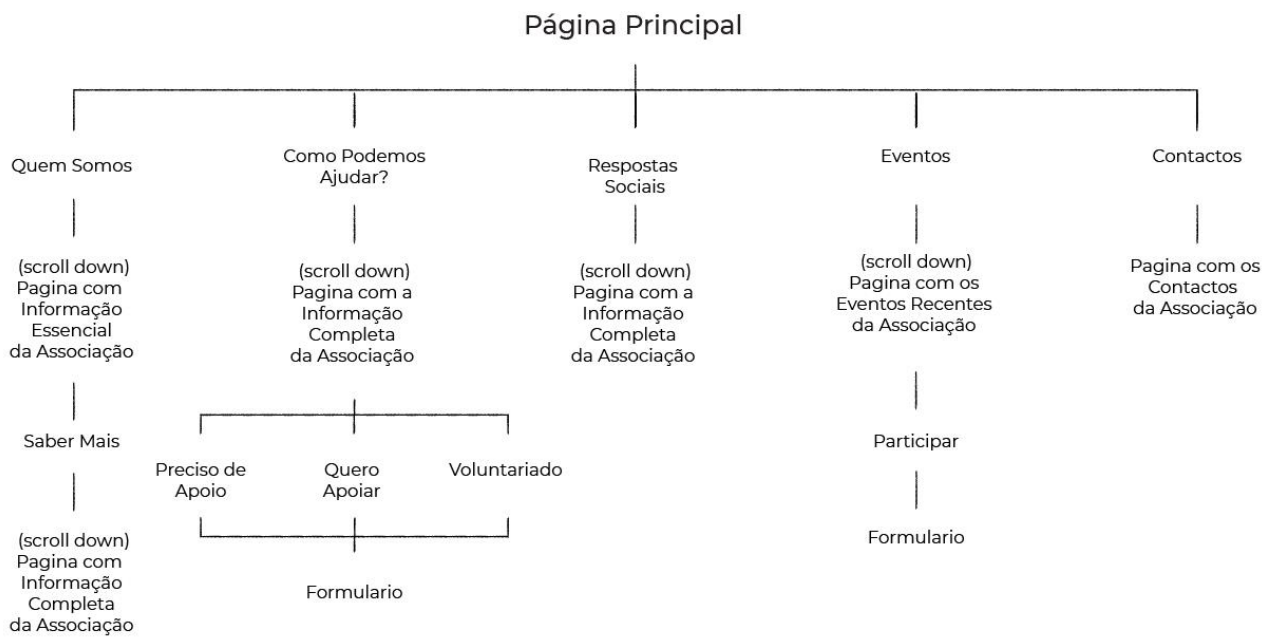 Página Principal
Quem Somos
Como Podemos
Ajudar?
Respostas
Sociais
Eventos
Contactos
(scroll down)
Pagina com
Informação
Essencial
da Associação
(scroll down)
Pagina com a
Informação
Completa
da Associação
(scroll down)
Pagina com a
Informação
Completa
da Associação
(scroll down)
Pagina com os
Eventos Recentes
da Associação
Pagina com os
Contactos
da Associação
Saber Mais
Preciso de
Apoio
Quero
Apoiar
Voluntariado
Participar
(scroll down)
Pagina com
Informação
Completa
da Associação
Formulario
Formulario